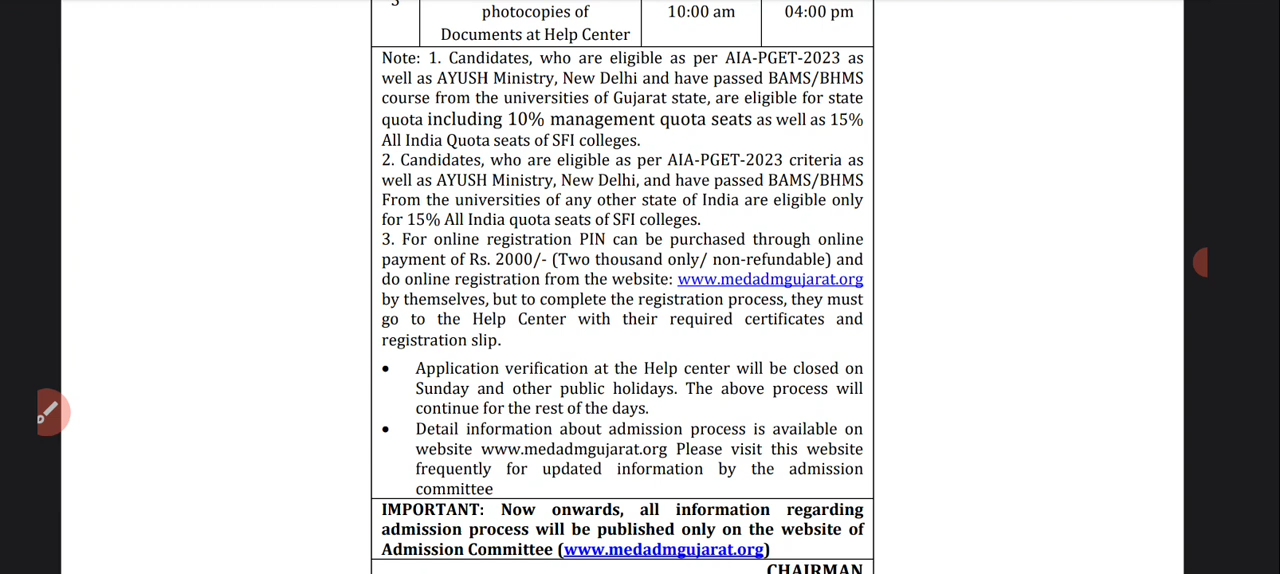 photocopies of 10:00 am 04:00 pm
Documents at Help Center
Note: 1. Candidates, who are eligible as per AIA-PGET-2023 as
well as AYUSH Ministry, New Delhi and have passed BAMS/BHMS
course from the universities of Gujarat state, are eligible for state
quota including 10% management quota seats as well as 15%
All India Quota seats of SFI colleges.
2. Candidates, who are eligible as per AIA-PGET-2023 criteria as
well as AYUSH Ministry, New Delhi, and have passed BAMS/BHMS
From the universities of any other state of India are eligible only
for 15% All India quota seats of SFI colleges.
3. For online registration PIN can be purchased through online
payment of Rs. 2000/- (Two thousand only/ non-refundable) and
do online registration from the website: www.medadmgujarat.org
by themselves, but to complete the registration process, they must
go to the Help Center with their required certificates and
registration slip.
• Application verification at the Help center will be closed on
Sunday and other public holidays. The above process will
continue for the rest of the days.
• Detail information about admission process is available on
website www.medadmgujarat.org Please visit this website
frequently for updated information by the admission
committee
IMPORTANT: Now onwards, all information regarding
admission process will be published only on the website of
Admission Committee (www.medadmgujarat.org)
CHAIRMAN